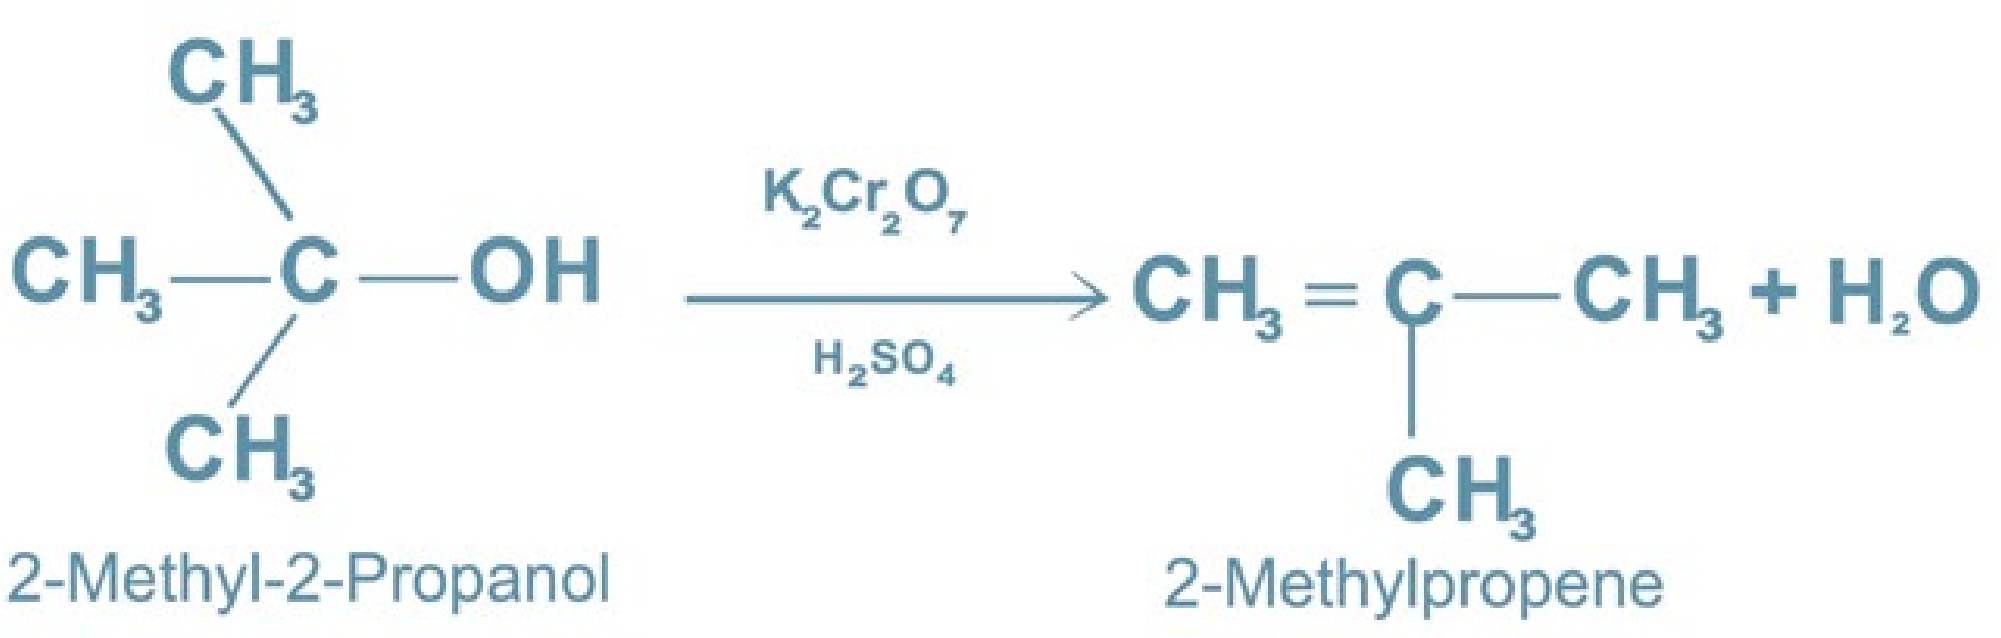 CH₃
K₂Cr₂O₇
CH₃—C—OH
CH₃=C—CH₃ + H₂O
H₂SO₄
CH₃
CH₃
2-Methyl-2-Propanol
2-Methylpropene